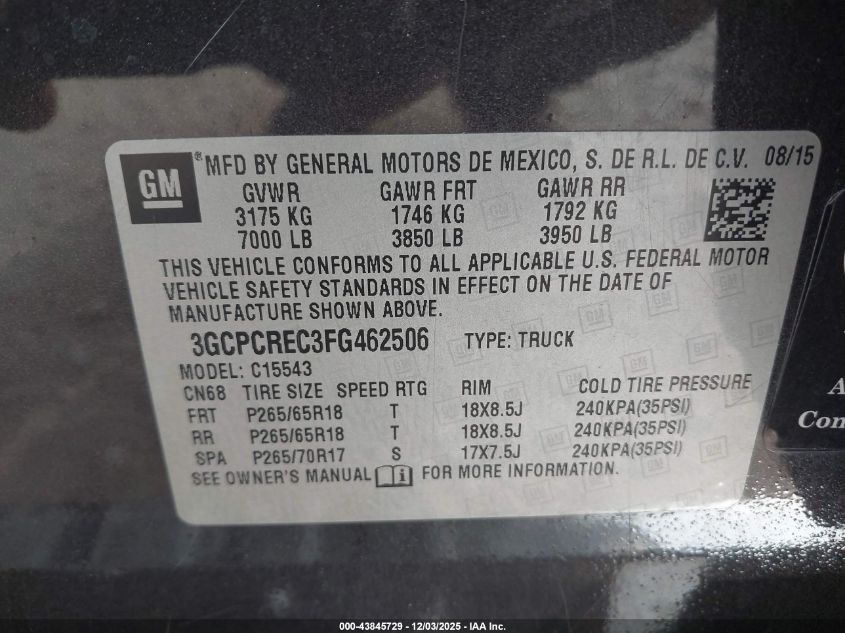 GM ® MFD BY GENERAL MOTORS DE MEXICO, S. DE R.L. DE C.V. 08/15
GVWR GAWR FRT GAWR RR
3175 KG 1746 KG 1792 KG
7000 LB 3850 LB 3950 LB
THIS VEHICLE CONFORMS TO ALL APPLICABLE U.S. FEDERAL MOTOR
VEHICLE SAFETY STANDARDS IN EFFECT ON THE DATE OF
MANUFACTURE SHOWN ABOVE.
3GCPCREC3FG462506 TYPE: TRUCK
MODEL: C15543
CN68 TIRE SIZE SPEED RTG RIM COLD TIRE PRESSURE
FRT P265/65R18 T 18X8.5J 240KPA(35PSI)
RR P265/65R18 T 18X8.5J 240KPA(35PSI)
SPA P265/70R17 S 17X7.5J 240KPA(35PSI)
SEE OWNER'S MANUAL FOR MORE INFORMATION.
000-43845729 - 12/03/2025 - IAA Inc.